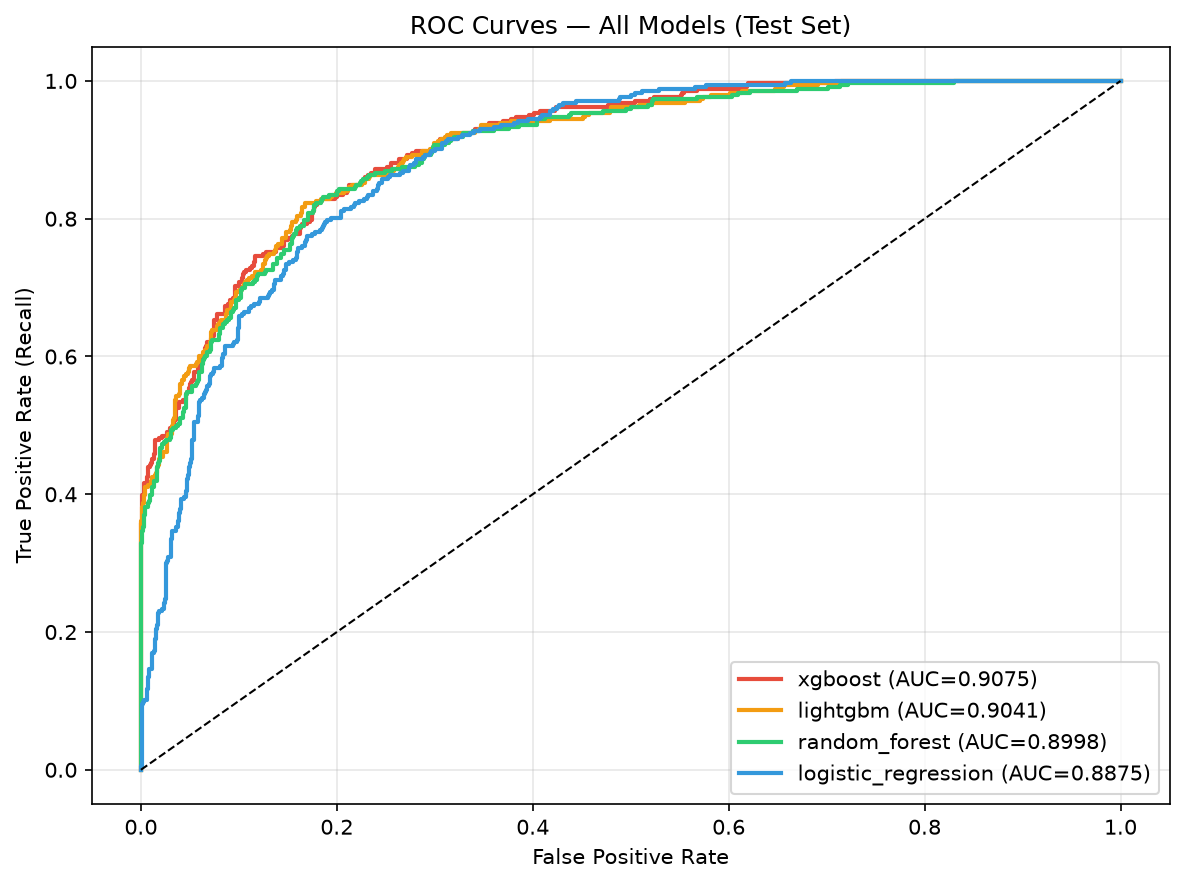 ROC Curves — All Models (Test Set)
True Positive Rate (Recall)
1.0
0.8
0.6
0.4
0.2
0.0
xgboost (AUC=0.9075)
lightgbm (AUC=0.9041)
random_forest (AUC=0.8998)
logistic_regression (AUC=0.8875)
0.0 0.2 0.4 0.6 0.8 1.0
False Positive Rate